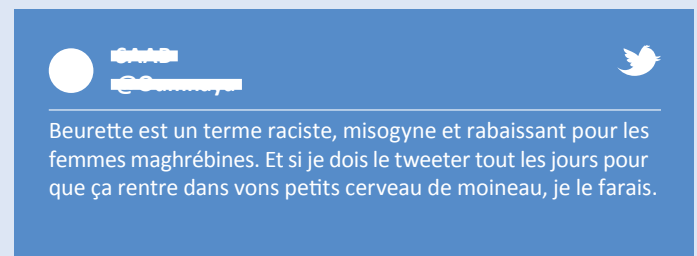 Beurette est un terme raciste, misogyne et rabaissant pour les
femmes maghrébines. Et si je dois le tweeter tout les jours pour
que ça rentre dans vons petits cerveau de moineau, je le farais.